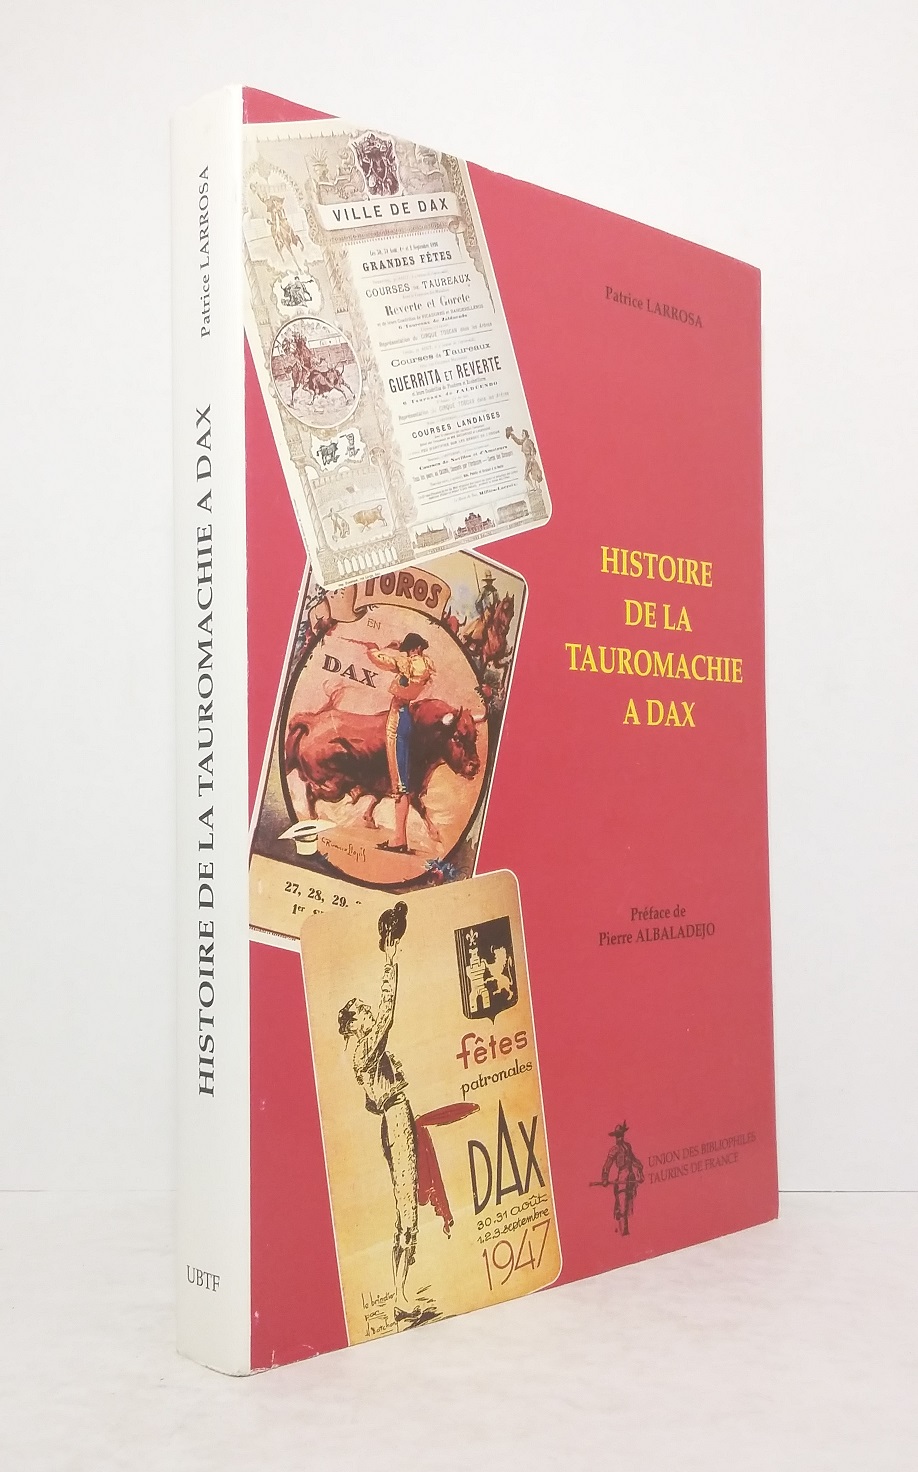 Patrice LARROSA
HISTOIRE DE LA TAUROMACHIE A DAX
UBTF
Patrice LARROSA
HISTOIRE
DE LA
TAUROMACHIE
A DAX
Préface de
Pierre ALBALADEJO
UNION DES BIBLIOPHILES
TAURINS DE FRANCE
VILLE DE DAX
GRANDES FÊTES
COURSES DE TAUREAUX
Reverte et Gorete
Courses de Taureaux
GUERRITA ET REVERTE
COURSES LANDAISES
TOROS
EN
DAX
27, 28, 29.
1er
fêtes
patronales
DAX
30.31 août
1.2.3 septembre
1947